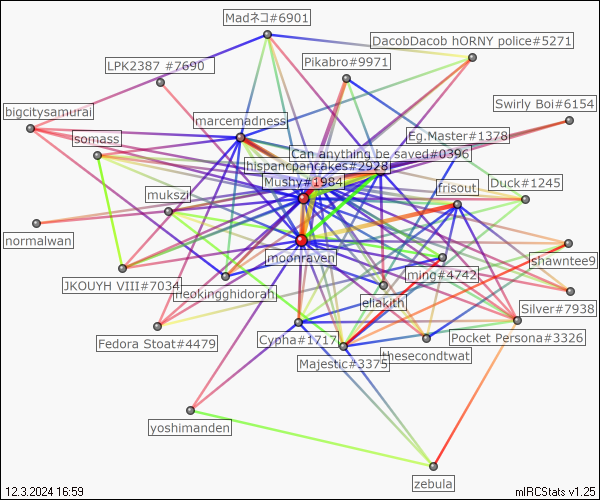 Madネコ#6901
DacobDacob hORNY police#5271
Pikabro#9971
LPK2387 #7690
Swirly Boi#6154
bigcitysamurai
marcemadness
somass
Eg.Master#1378
Can anything be saved#0396
hispancpancakes#2928
Mushy#1984
Duck#1245
frisout
mukszi
normalwan
moonraven
shawntee9
ming#4742
JKOUYH VIII#7034
neokingghidorah
eliakith
Silver#7938
Cypha#1717
Pocket Persona#3326
Fedora Stoat#4479
thesecondtwat
Majestic#3375
yoshimanden
zebula
12.3.2024 16:59
mIRCStats v1.25